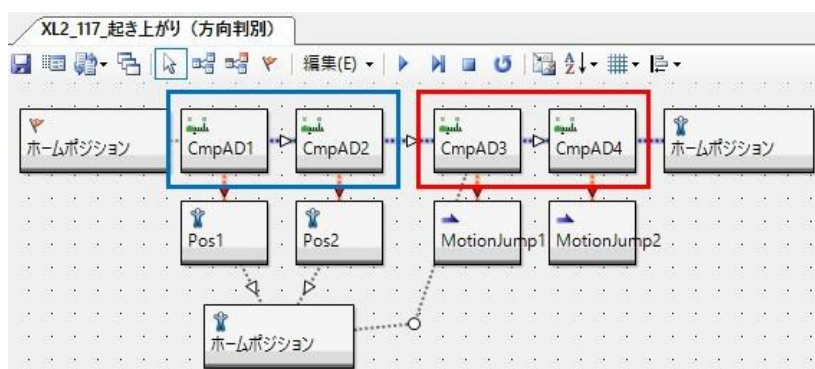 XL2_117_起き上がり（方向判別）
編集(E)
ホームポジション
CmpAD1
CmpAD2
CmpAD3
CmpAD4
ホームポジション
Pos1
Pos2
MotionJump1
MotionJump2
ホームポジション